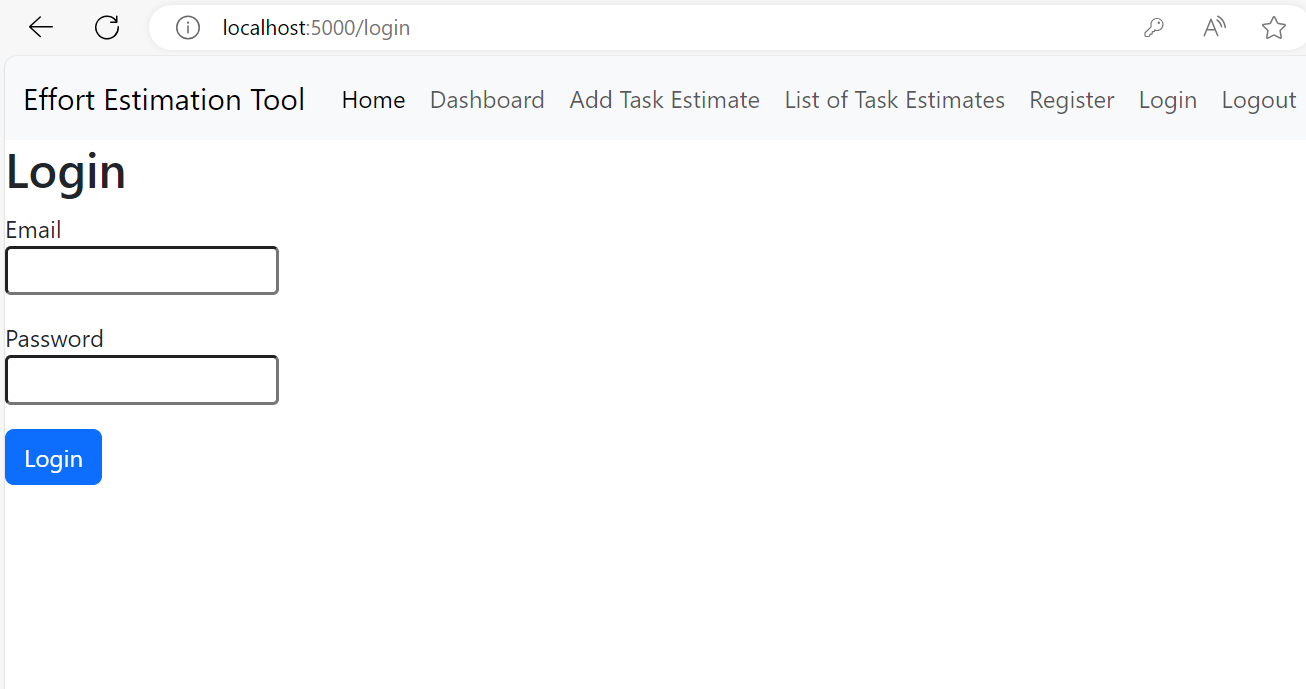 localhost:5000/login
Effort Estimation Tool Home Dashboard Add Task Estimate List of Task Estimates Register Login Logout
Login
Email
Password
Login